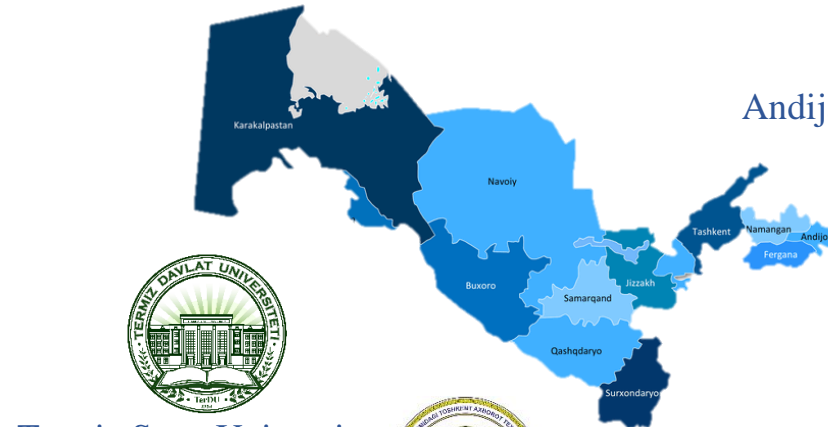 Andij
Karakalpastan
Navoiy
Tashkent
Namangan
Andijo
Fergana
Buxoro
Jizzakh
Samarqand
Qashqdaryo
Surxondaryo
TERMIZ DAVLAT UNIVERSITETI
TerDU